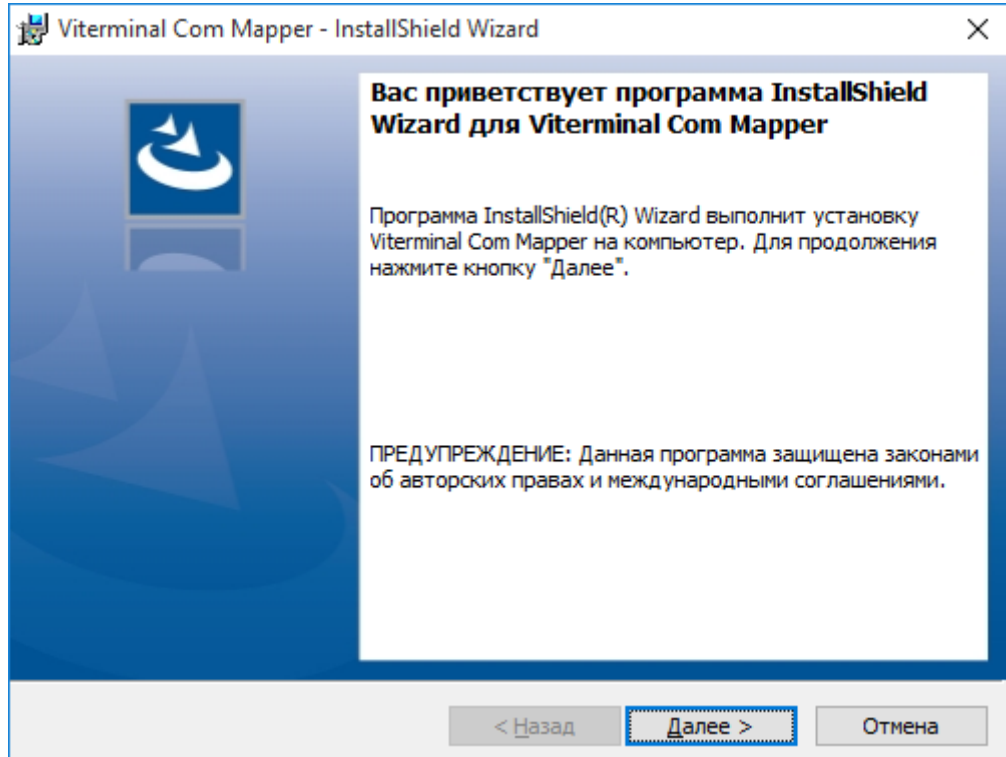 Viterminal Com Mapper - InstallShield Wizard
Вас приветствует программа InstallShield
Wizard для Viterminal Com Mapper
Программа InstallShield(R) Wizard выполнит установку
Viterminal Com Mapper на компьютер. Для продолжения
нажмите кнопку "Далее".
ПРЕДУПРЕЖДЕНИЕ: Данная программа защищена законами
об авторских правах и международными соглашениями.
< Назад
Далее >
Отмена